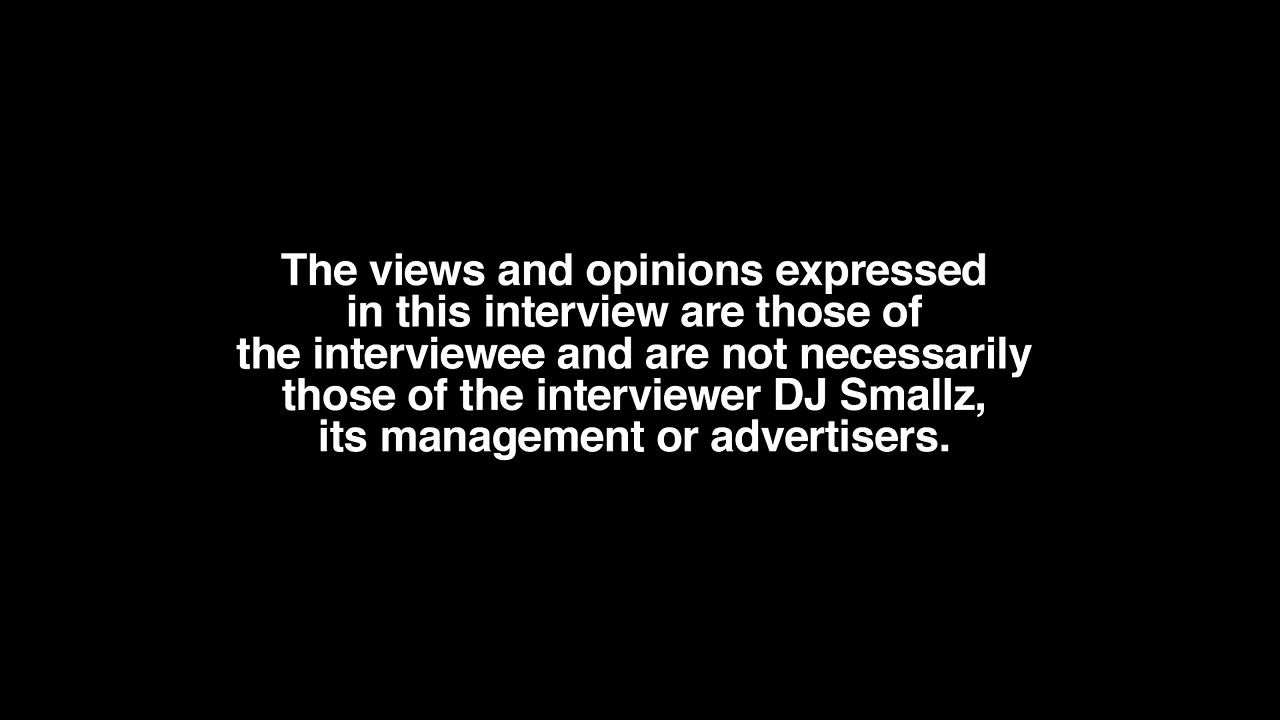 The views and opinions expressed
in this interview are those of
the interviewee and are not necessarily
those of the interviewer DJ Smallz,
its management or advertisers.